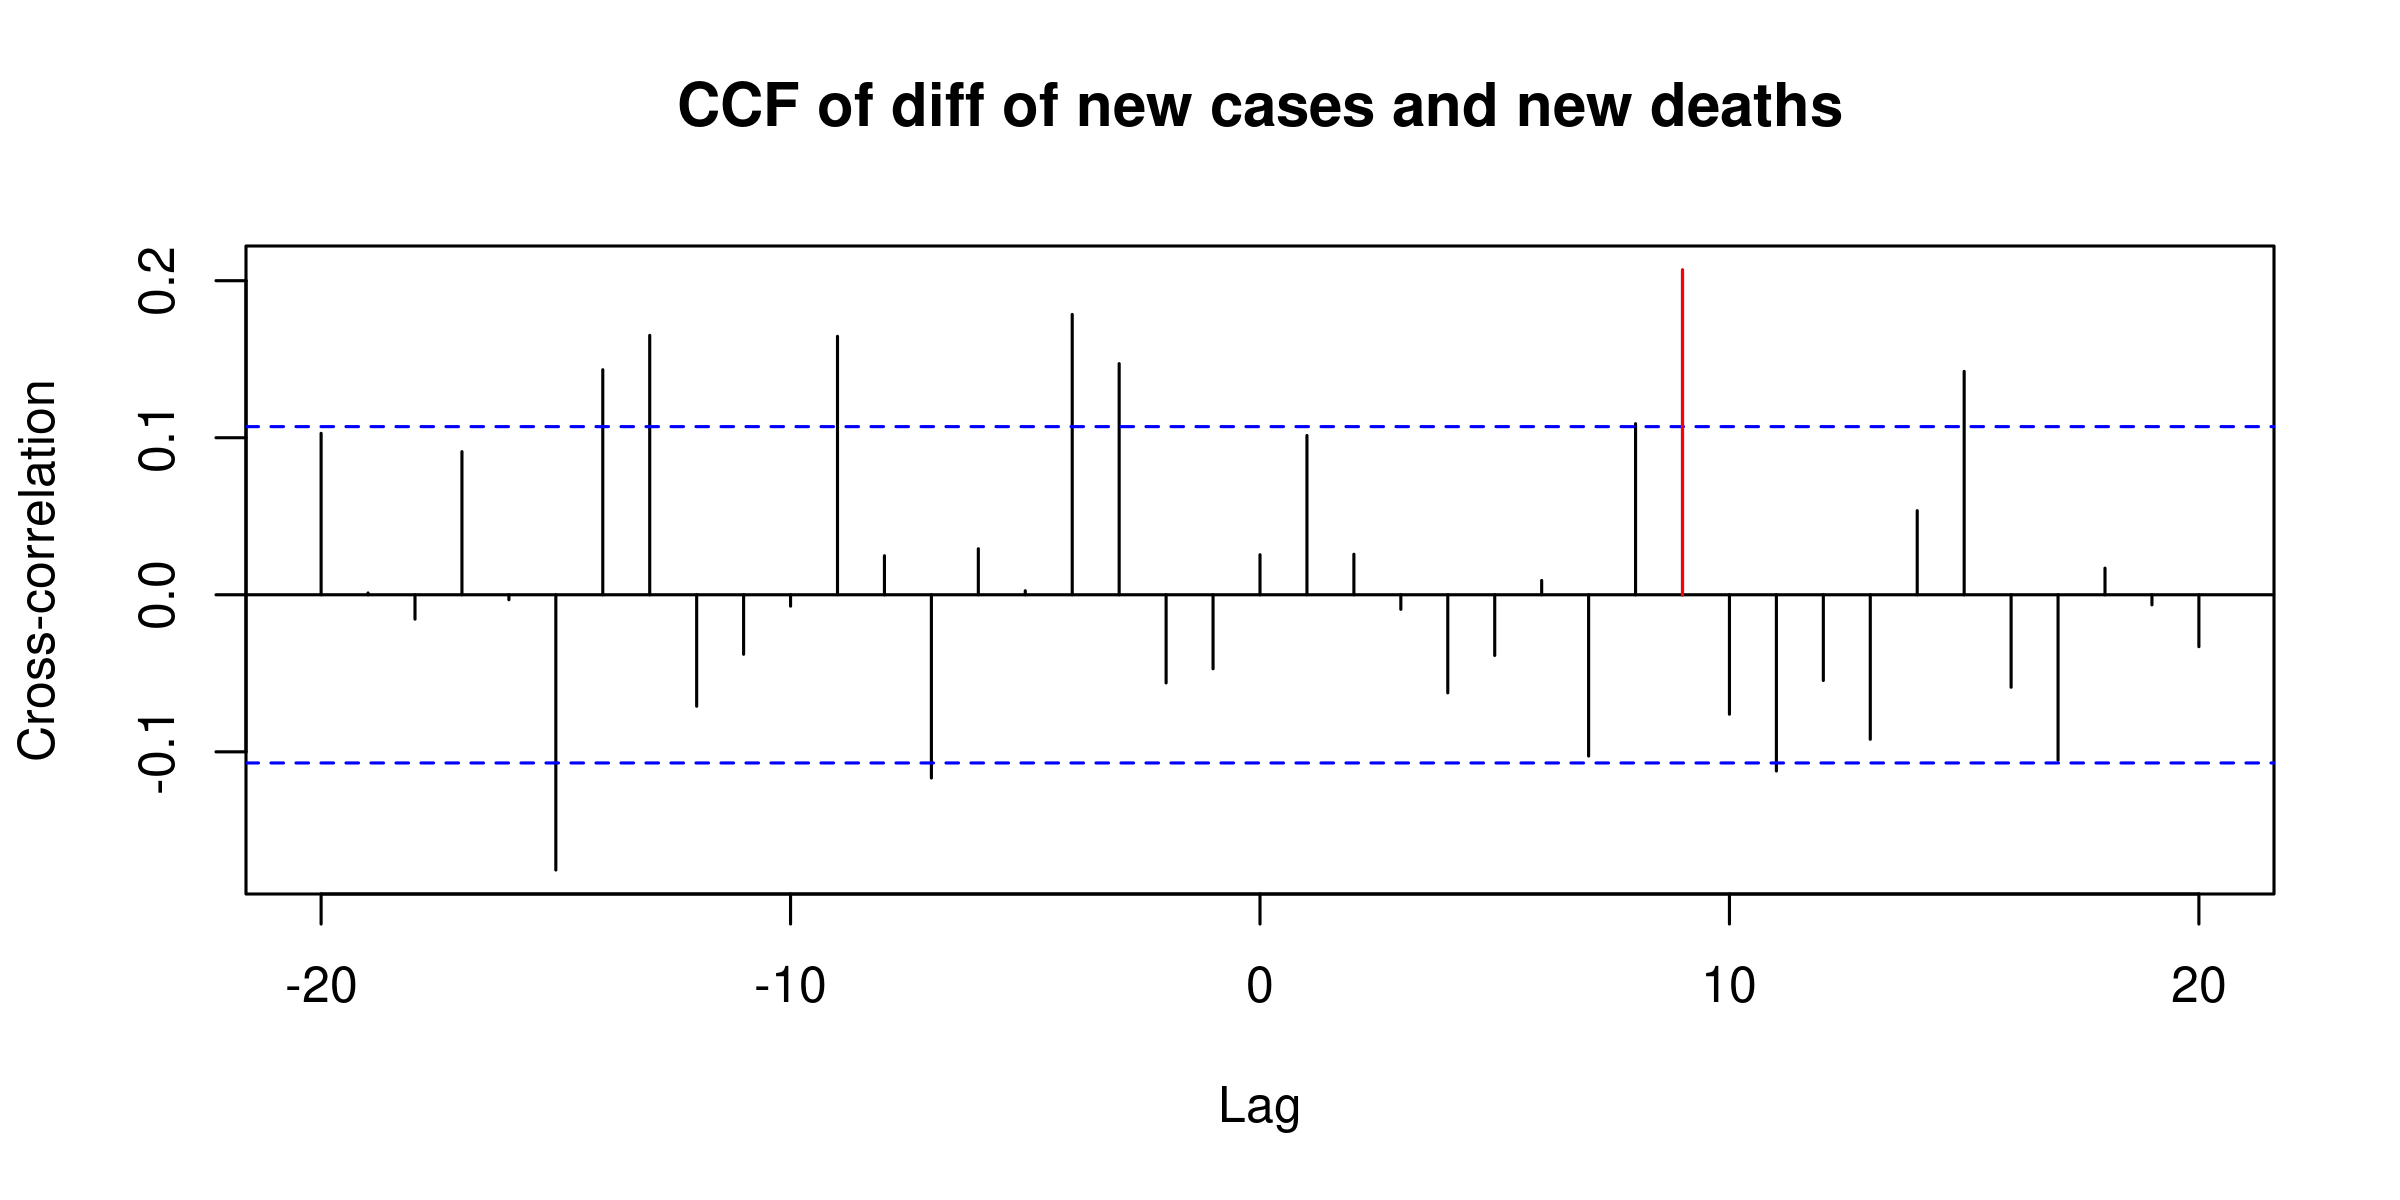 CCF of diff of new cases and new deaths
Cross-correlation
0.2
0.1
0.0
-0.1
-20 -10 0 10 20
Lag